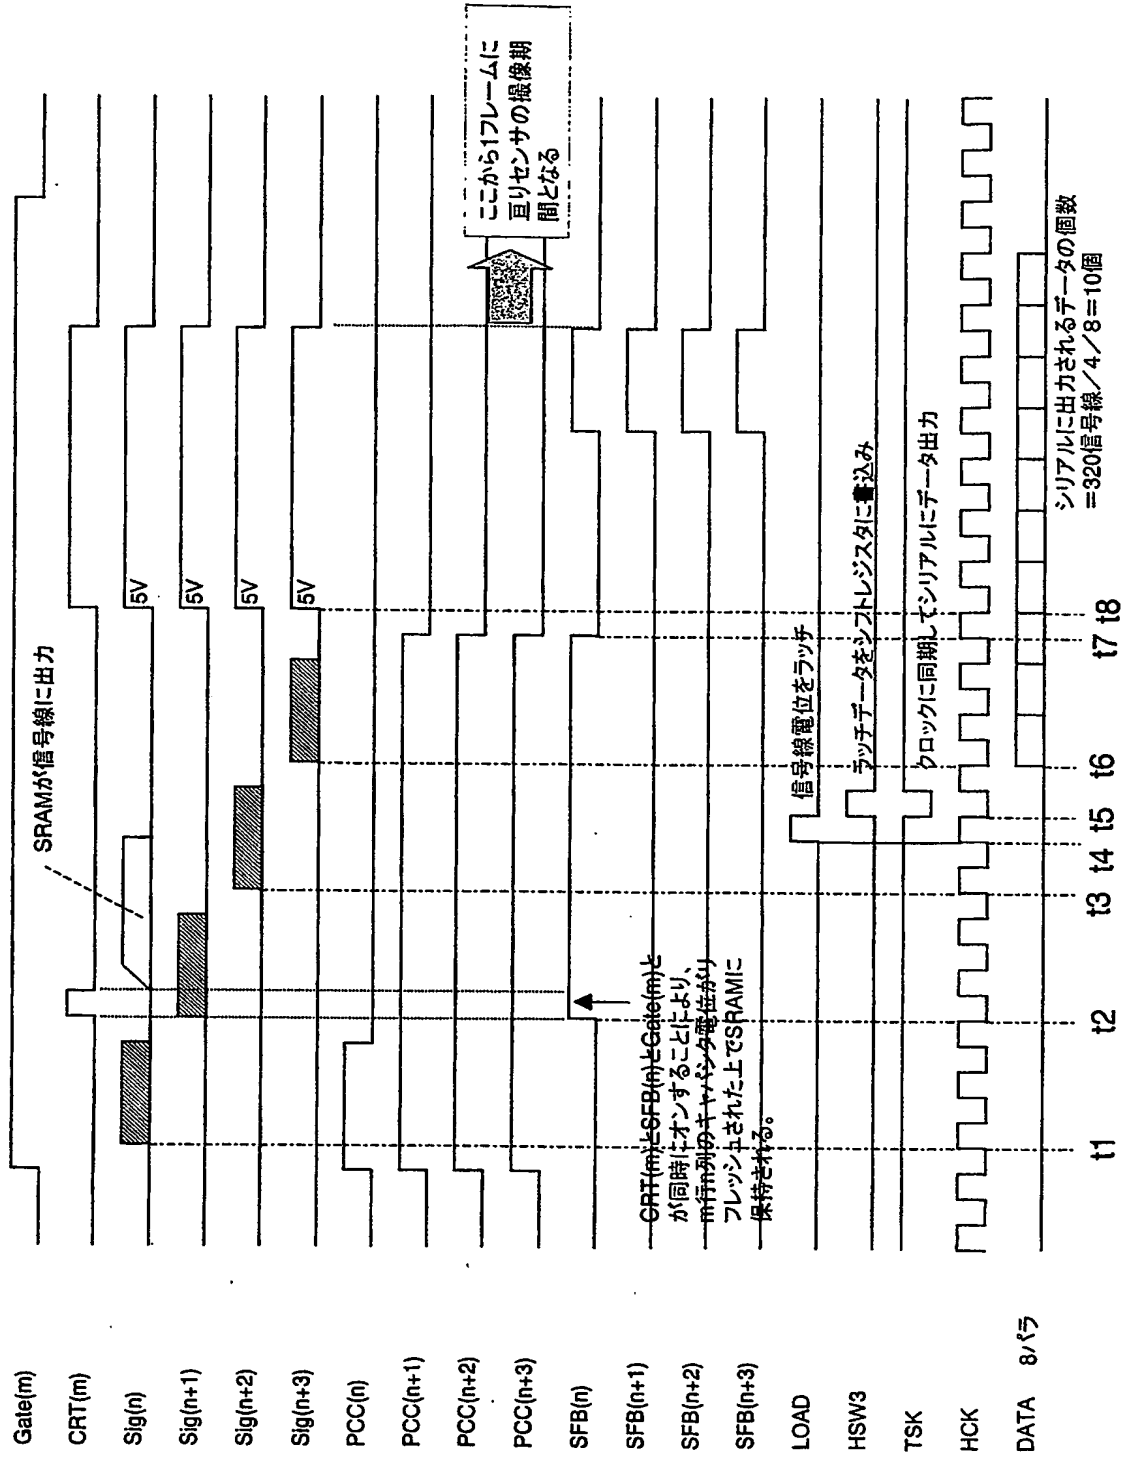 Gate(m)
CRT(m)
Sig(n)
Sig(n+1)
Sig(n+2)
Sig(n+3)
PCC(n)
PCC(n+1)
PCC(n+2)
PCC(n+3)
SFB(n)
SFB(n+1)
SFB(n+2)
SFB(n+3)
LOAD
HSW3
TSK
HCK
DATA 8パラ
SRAMが信号線に出力
5V
5V
5V
5V
ここから1フレームに
亘りセンサの撮像期
間となる
CRT(m)とSFB(n)とGate(m)と
が同時にオンすることにより、
m行n列のキャパシタ電位がリ
フレッシュされた上でSRAMに
保持される。
信号線電位をラッチ
ラッチデータをシフトレジスタに書込み
クロックに同期してシリアルにデータ出力
シリアルに出力されるデータの個数
=320信号線/4/8=10個
t1
t2
t3
t4
t5
t6
t7
t8